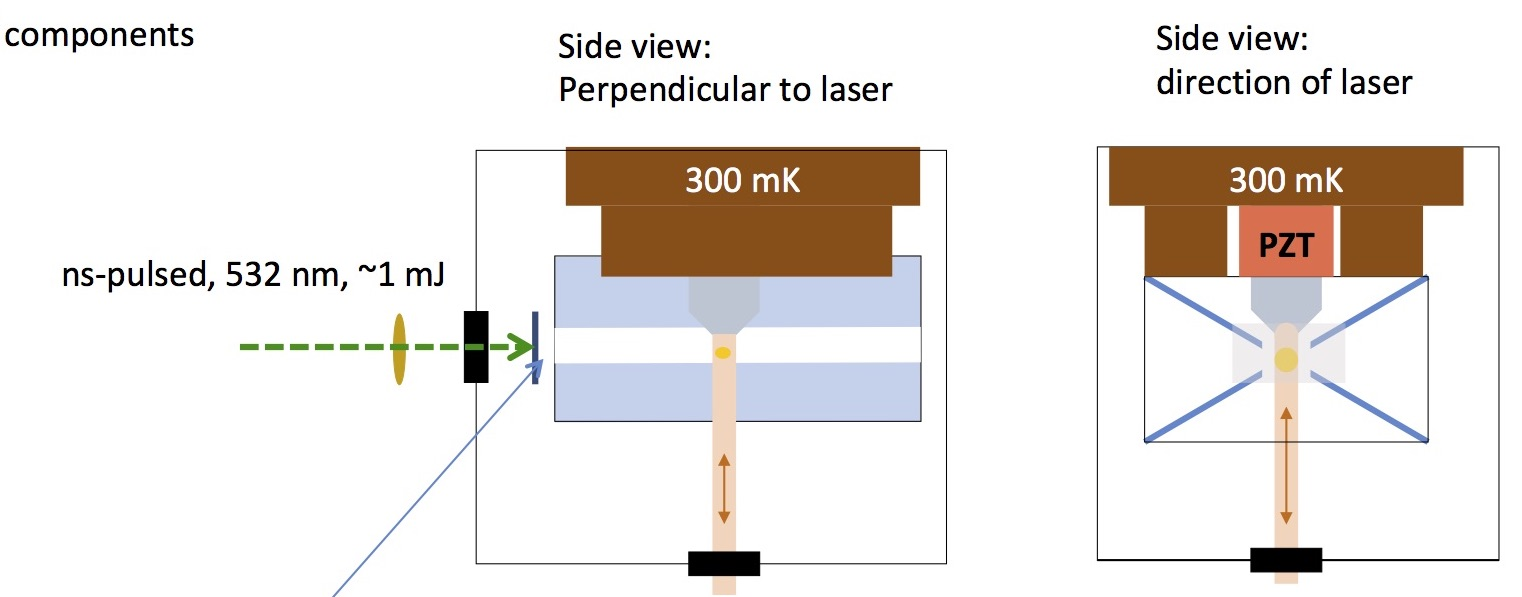 components
Side view:
Perpendicular to laser
Side view:
direction of laser
300 mK
300 mK
PZT
ns-pulsed, 532 nm, ~1 mJ